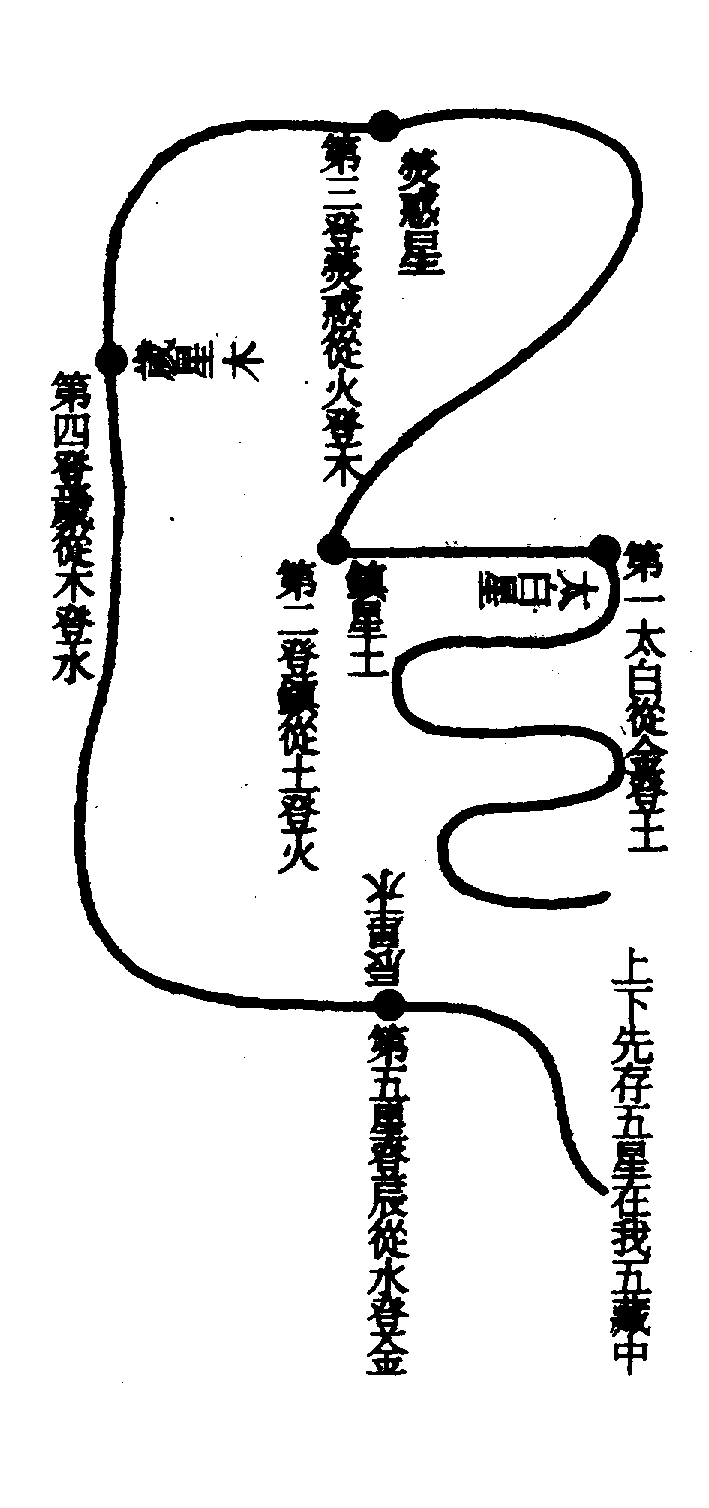 第一太白從金登土
太白星
鎮星土
第二登鎮從土登火
熒惑星
第三登熒惑從火登木
歲星木
第四登歲從木登水
辰星水
第五星登辰從水登金
上下先存五星在我五藏中